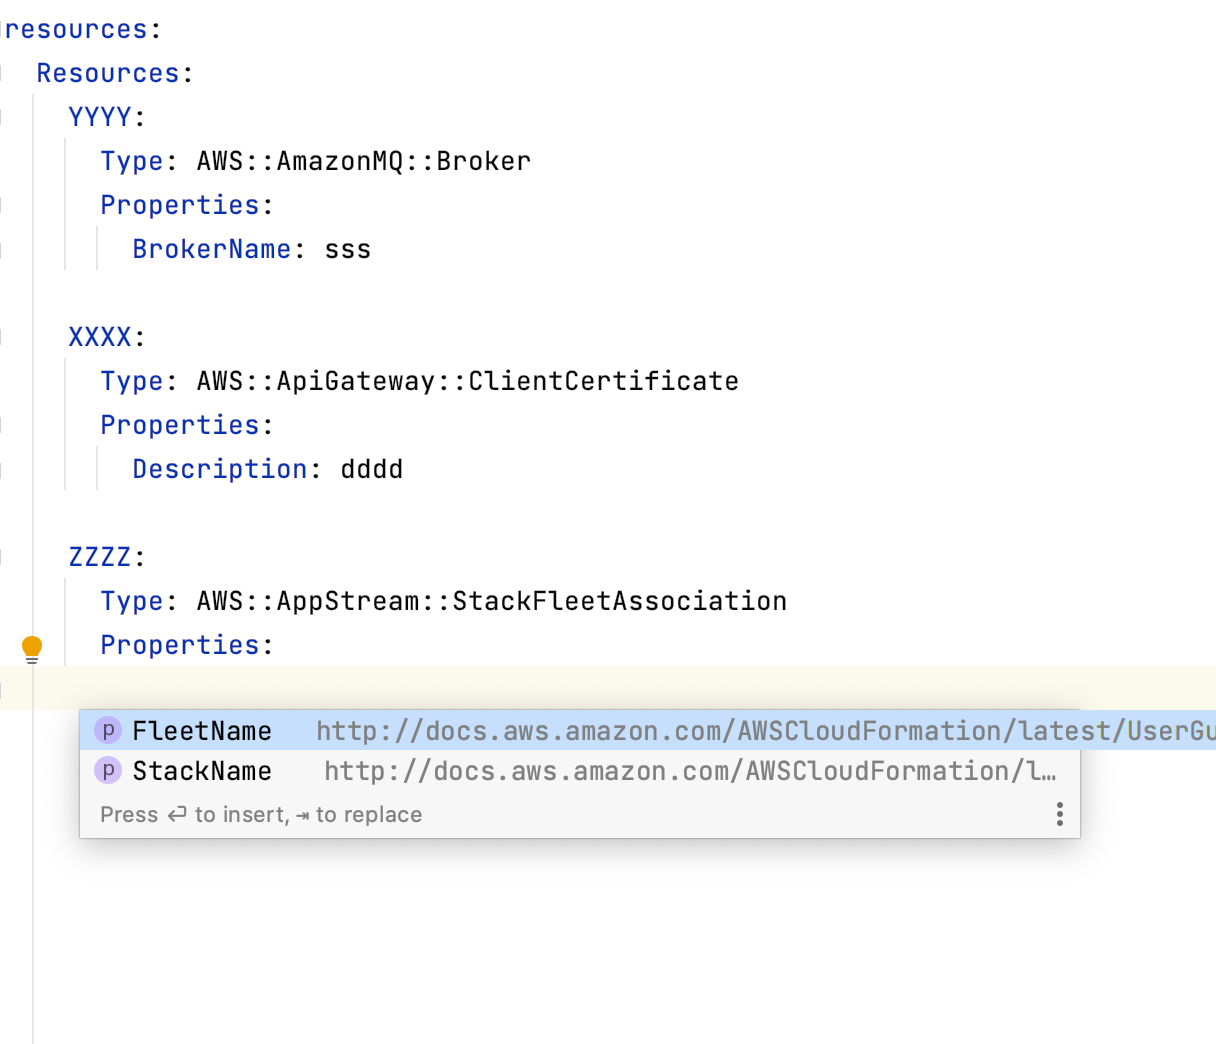 resources:
Resources:
YYYY:
Type: AWS::AmazonMQ::Broker
Properties:
BrokerName: sss
XXXX:
Type: AWS::ApiGateway::ClientCertificate
Properties:
Description: dddd
ZZZZ:
Type: AWS::AppStream::StackFleetAssociation
Properties:
p FleetName http://docs.aws.amazon.com/AWSCloudFormation/latest/UserGu
p StackName http://docs.aws.amazon.com/AWSCloudFormation/l…
Press ↩ to insert, ⇥ to replace